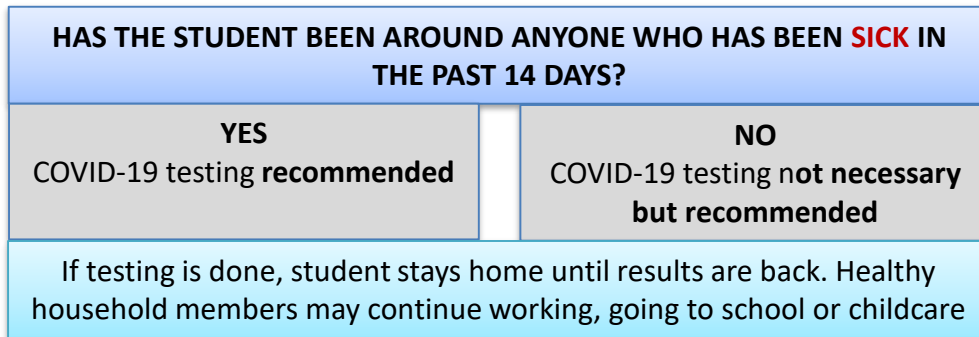 HAS THE STUDENT BEEN AROUND ANYONE WHO HAS BEEN SICK IN
THE PAST 14 DAYS?
YES
COVID-19 testing recommended
NO
COVID-19 testing not necessary
but recommended
If testing is done, student stays home until results are back. Healthy
household members may continue working, going to school or childcare